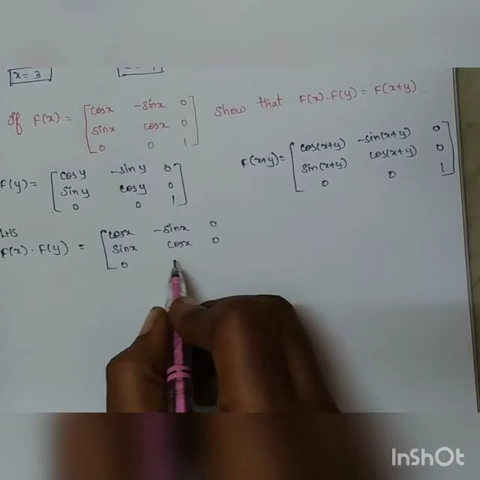 x = 3
If F(x) = [cosx -sinx 0 show that F(x).F(y) = F(x+y).
sinx cosx 0
0 0 1]
F(y) = [cosy -siny 0
siny cosy 0
0 0 1]
F(x+y) = [cos(x+y) -sin(x+y) 0
sin(x+y) cos(x+y) 0
0 0 1]
LHS
F(x).F(y) = [cosx -sinx 0
sinx cosx 0
0
InShOt